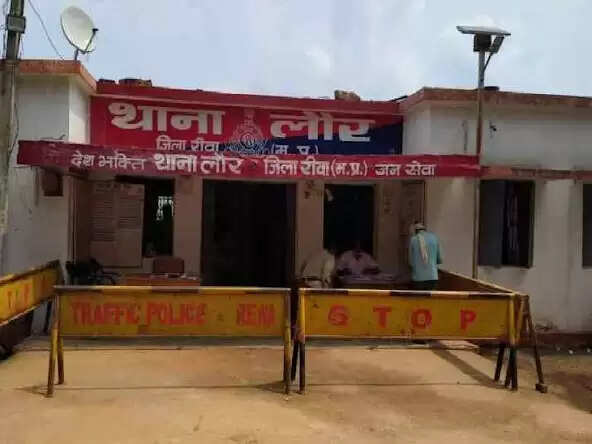 थाना लौर
जिला रीवा (म.प्र.)
देश भक्ति थाना लौर जिला रीवा (म.प्र.) जन सेवा
TRAFFIC POLICE REWA
STOP